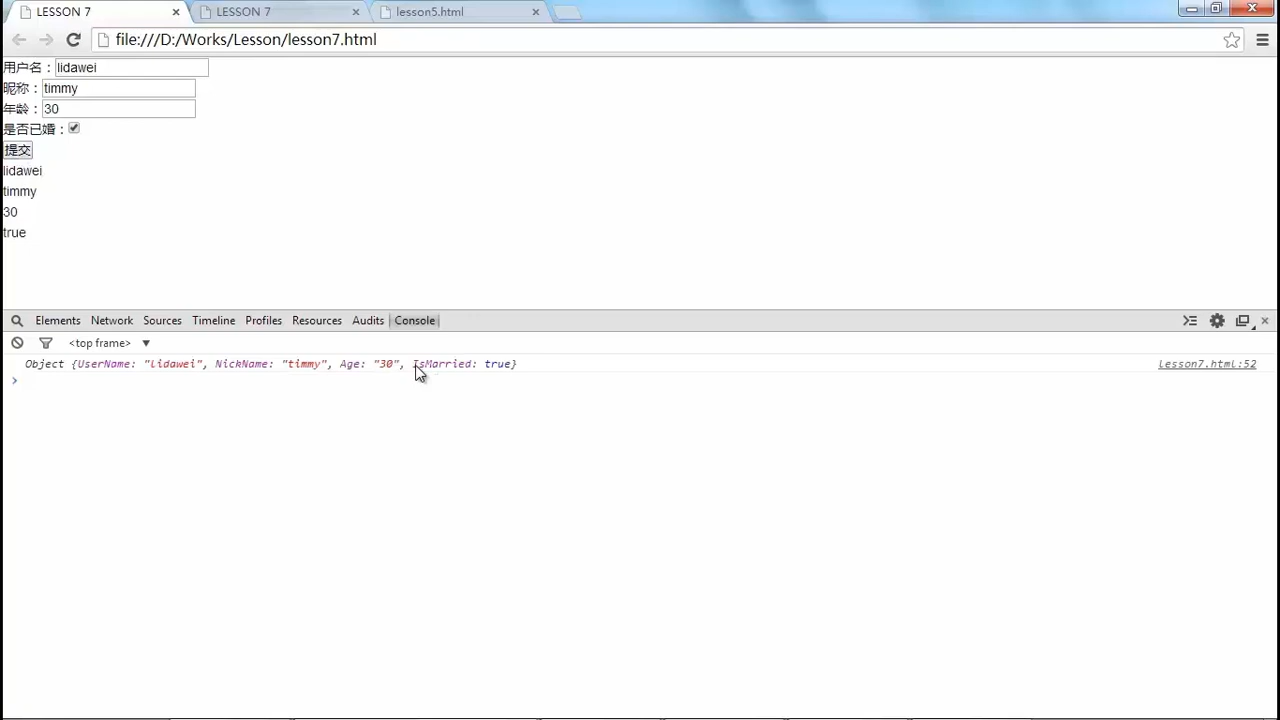 LESSON 7 LESSON 7 lesson5.html
file:///D:/Works/Lesson/lesson7.html
用户名：lidawei
昵称：timmy
年龄：30
是否已婚：
提交
lidawei
timmy
30
true
Elements Network Sources Timeline Profiles Resources Audits Console
<top frame>
Object {UserName: "lidawei", NickName: "timmy", Age: "30", IsMarried: true} lesson7.html:52